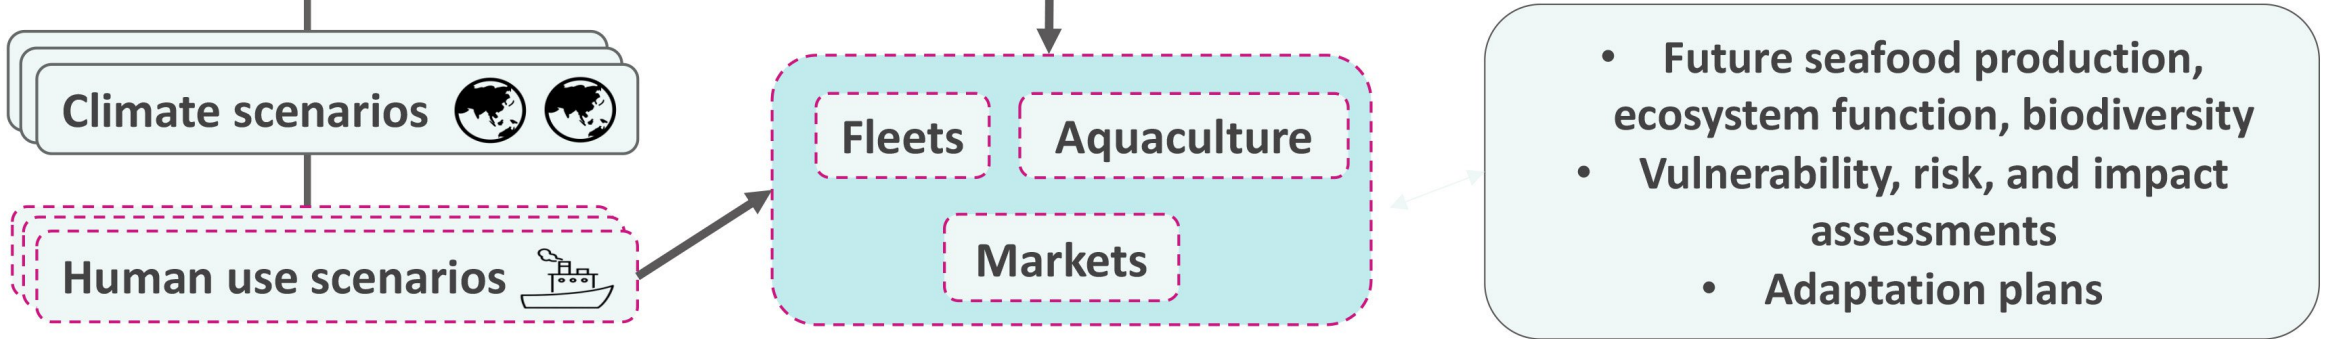 Climate scenarios
Human use scenarios
Fleets
Aquaculture
Markets
• Future seafood production,
ecosystem function, biodiversity
• Vulnerability, risk, and impact
assessments
• Adaptation plans